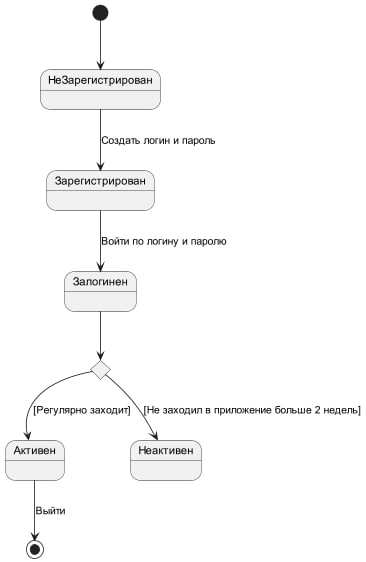 НеЗарегистрирован
Создать логин и пароль
Зарегистрирован
Войти по логину и паролю
Залогинен
[Регулярно заходит]
[Не заходил в приложение больше 2 недель]
Активен
Неактивен
Выйти